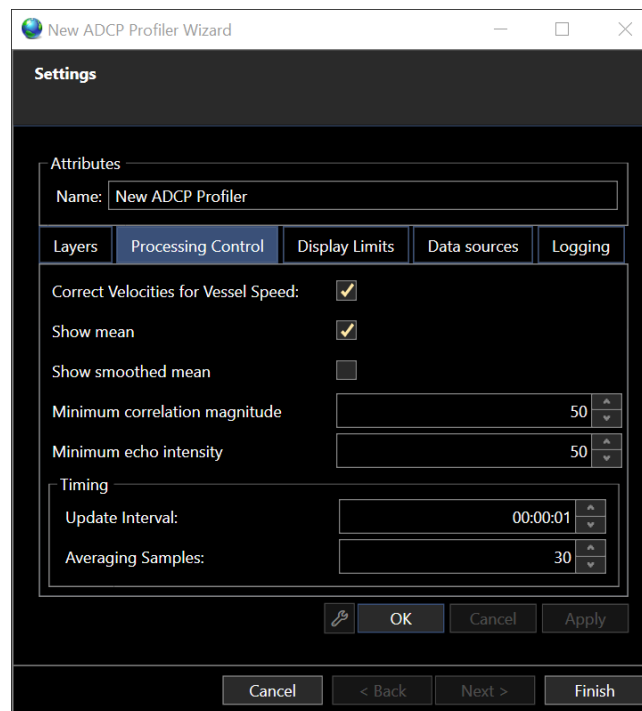 New ADCP Profiler Wizard
Settings
Attributes
Name: New ADCP Profiler
Layers Processing Control Display Limits Data sources Logging
Correct Velocities for Vessel Speed:
Show mean
Show smoothed mean
Minimum correlation magnitude 50
Minimum echo intensity 50
Timing
Update Interval: 00:00:01
Averaging Samples: 30
OK Cancel Apply
Cancel < Back Next > Finish